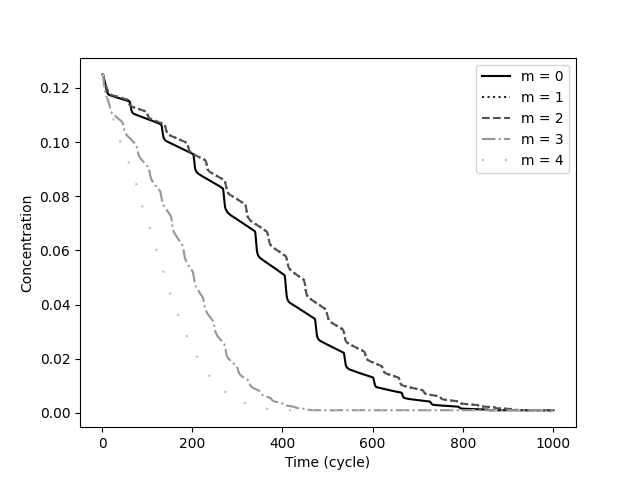 m = 0
m = 1
m = 2
m = 3
m = 4
0.12
0.10
0.08
0.06
0.04
0.02
0.00
Concentration
0 200 400 600 800 1000
Time (cycle)